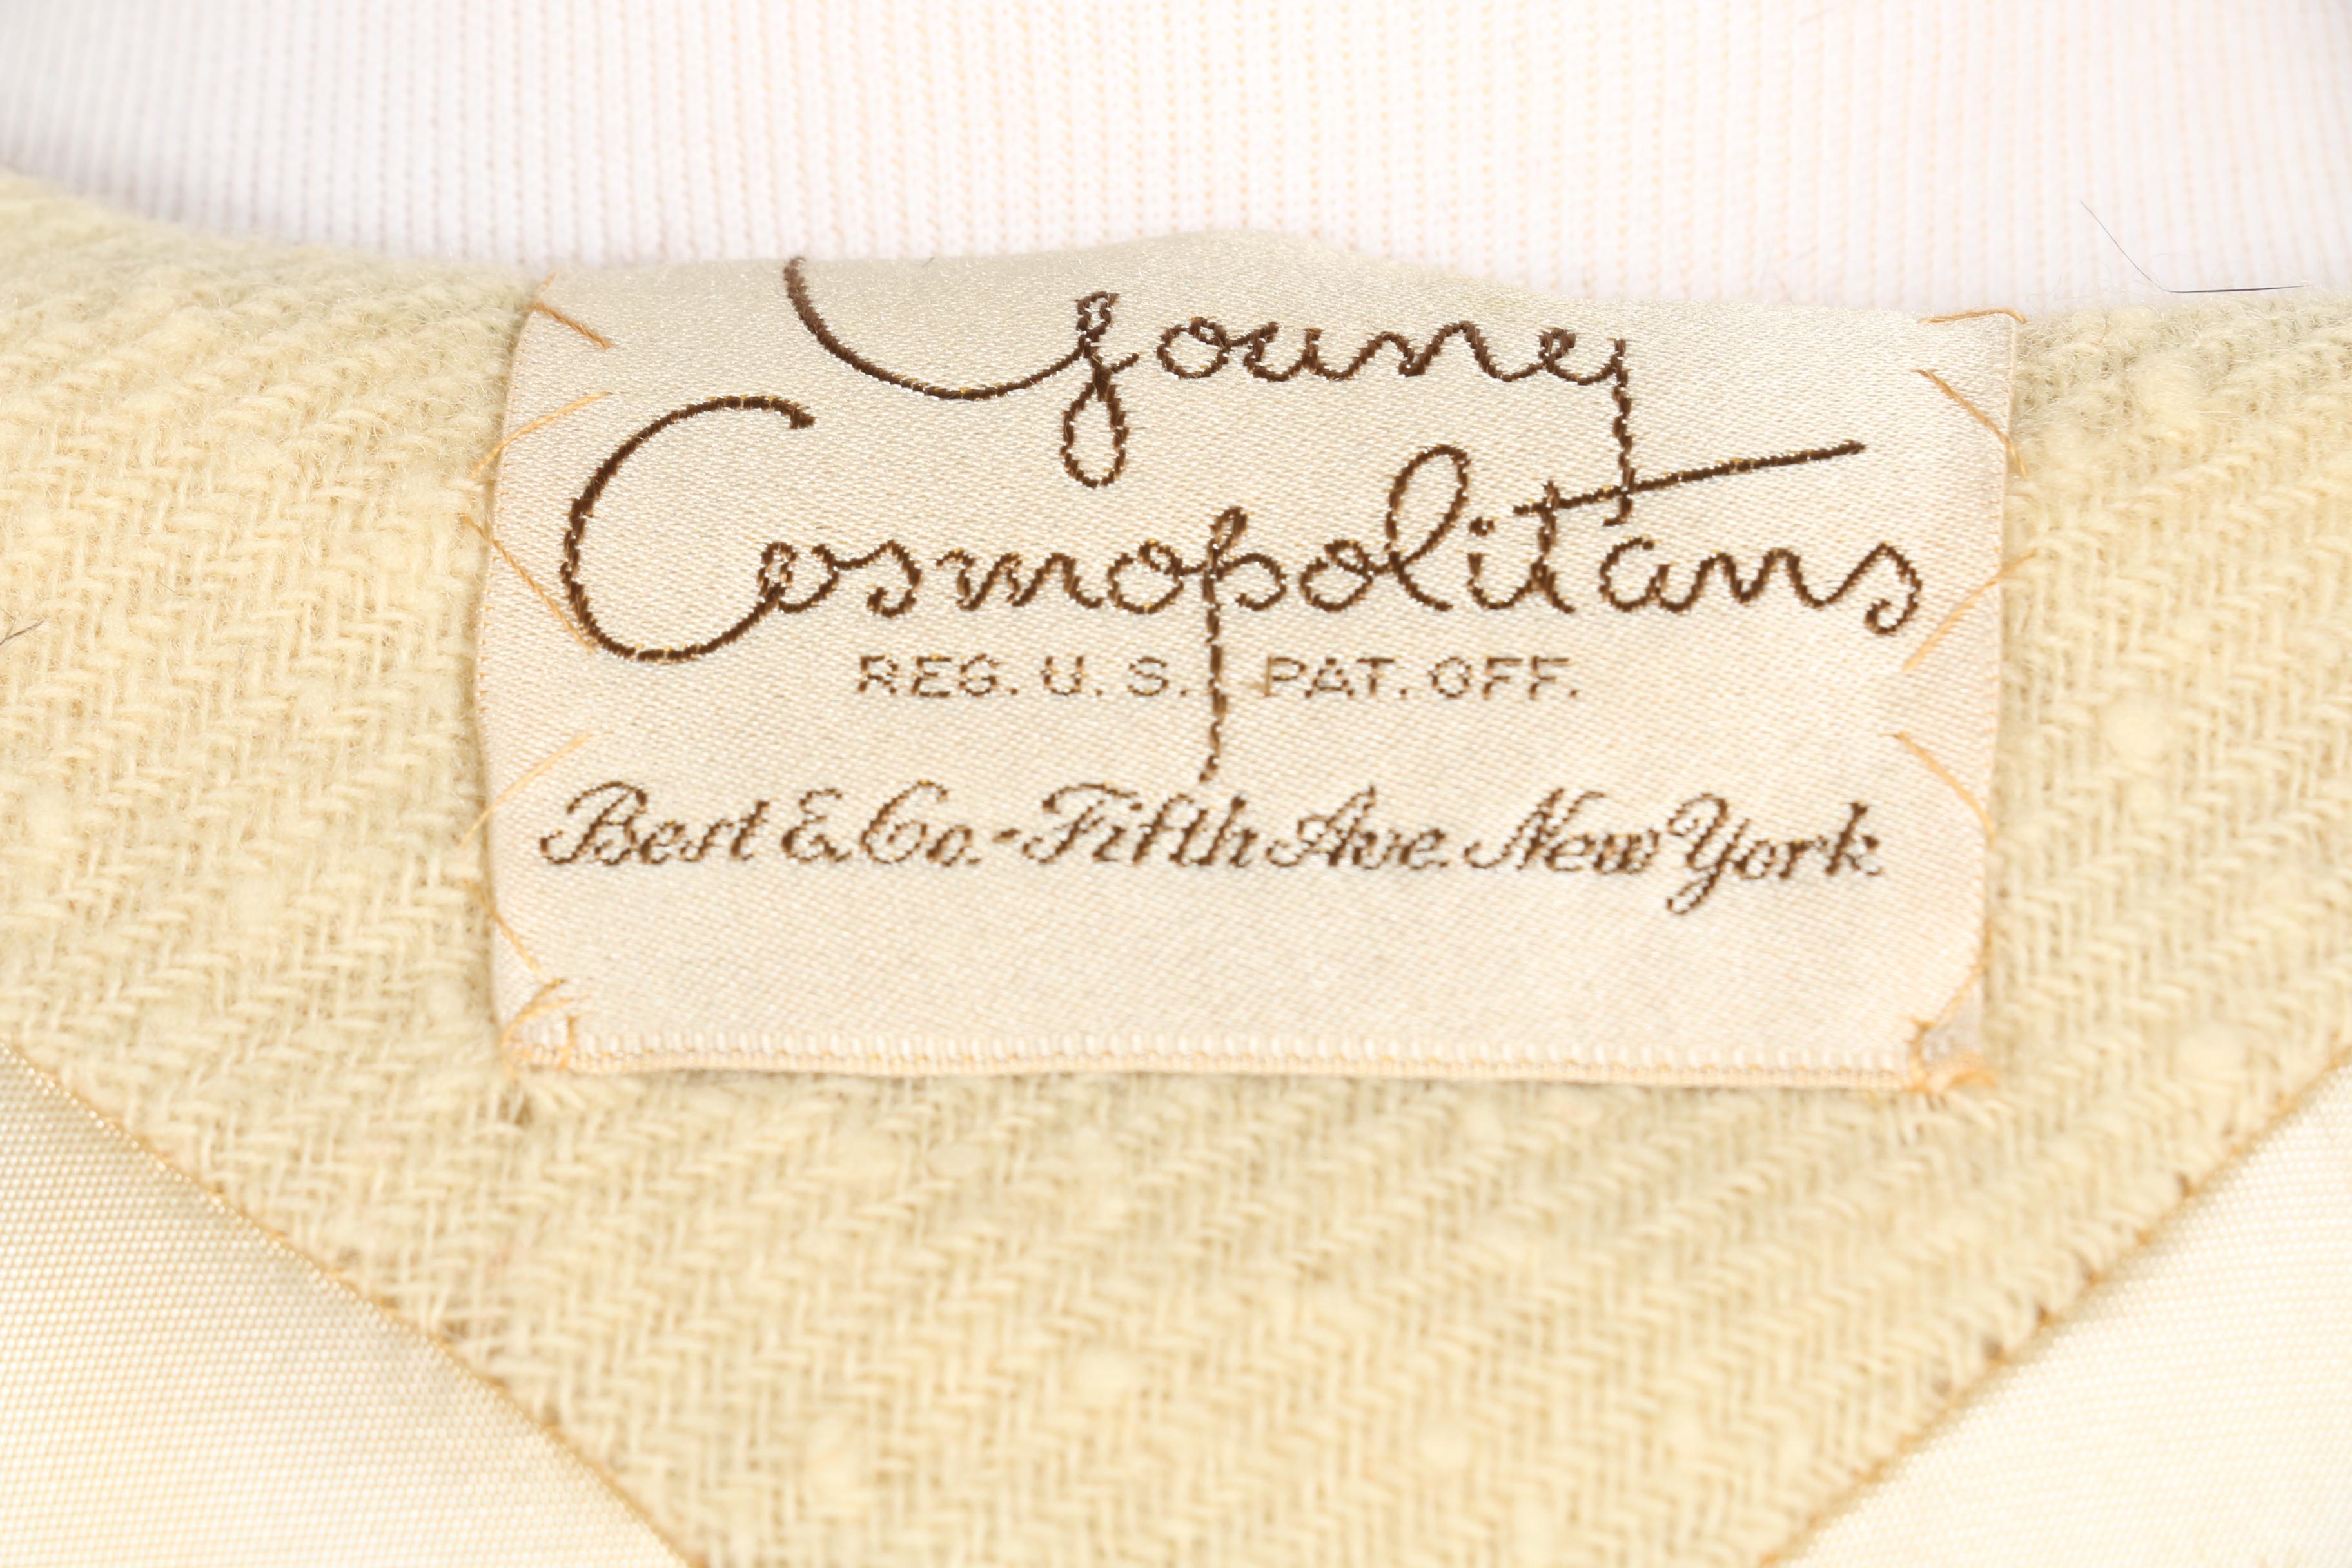 Young
Cosmopolitans
REG. U. S. PAT. OFF.
Best & Co. - Fifth Ave. New York